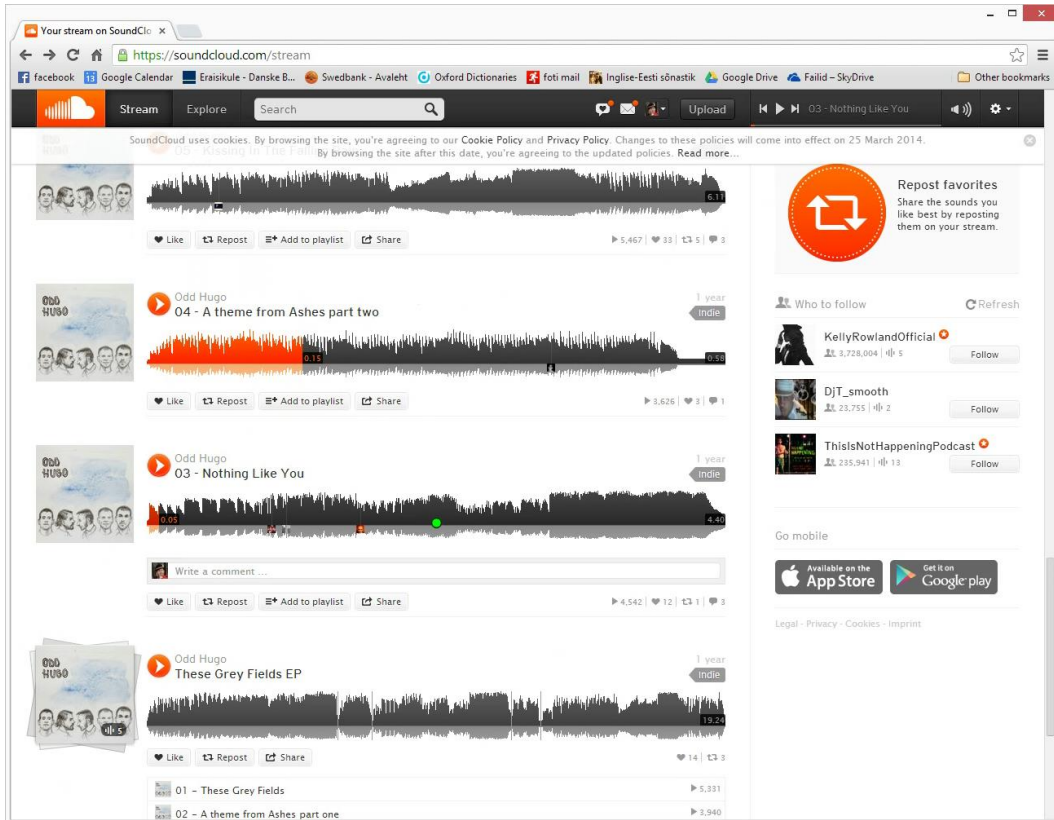 Your stream on SoundClo
https://soundcloud.com/stream
facebook
13 Google Calendar
Eraisikule - Danske B...
Swedbank - Avaleht
Oxford Dictionaries
foti mail
Inglise-Eesti sõnastik
Google Drive
Failid – SkyDrive
Other bookmarks
Stream
Explore
Search
Upload
03 - Nothing Like You
SoundCloud uses cookies. By browsing the site, you're agreeing to our Cookie Policy and Privacy Policy. Changes to these policies will come into effect on 25 March 2014.
By browsing the site after this date, you're agreeing to the updated policies. Read more...
6.11
Like
Repost
Add to playlist
Share
5,467 33 5 3
ODD HUGO
Odd Hugo
1 year
04 - A theme from Ashes part two
Indie
0.15
0:58
Like
Repost
Add to playlist
Share
3,626 3 1
ODD HUGO
Odd Hugo
1 year
03 - Nothing Like You
Indie
0.05
4.40
Write a comment ...
Like
Repost
Add to playlist
Share
4,542 12 1 3
ODD HUGO
5
Odd Hugo
1 year
These Grey Fields EP
Indie
19.24
Like
Repost
Share
14 3
01 – These Grey Fields
5,331
02 – A theme from Ashes part one
3,940
Repost favorites
Share the sounds you
like best by reposting
them on your stream.
Who to follow
Refresh
KellyRowlandOfficial
3,728,004 5
Follow
DjT_smooth
23,755 2
Follow
ThisIsNotHappeningPodcast
235,941 13
Follow
Go mobile
Available on the
App Store
Get it on
Google play
Legal - Privacy - Cookies - Imprint